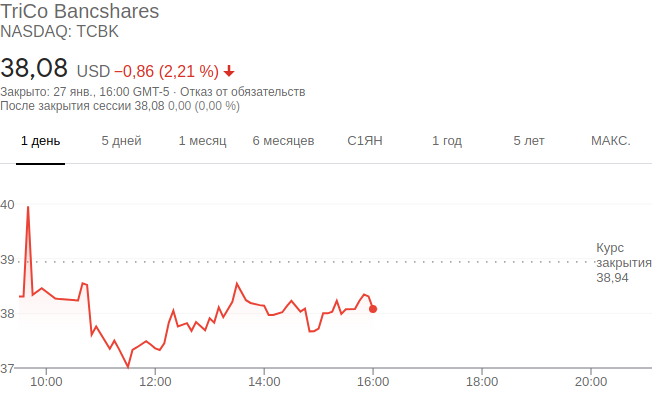 TriCo Bancshares
NASDAQ: TCBK
38,08 USD −0,86 (2,21 %)
Закрыто: 27 янв., 16:00 GMT-5 · Отказ от обязательств
После закрытия сессии 38,08 0,00 (0,00 %)
1 день 5 дней 1 месяц 6 месяцев С1ЯН 1 год 5 лет МАКС.
40
39
38
37
Курс
закрытия
38,94
10:00 12:00 14:00 16:00 18:00 20:00